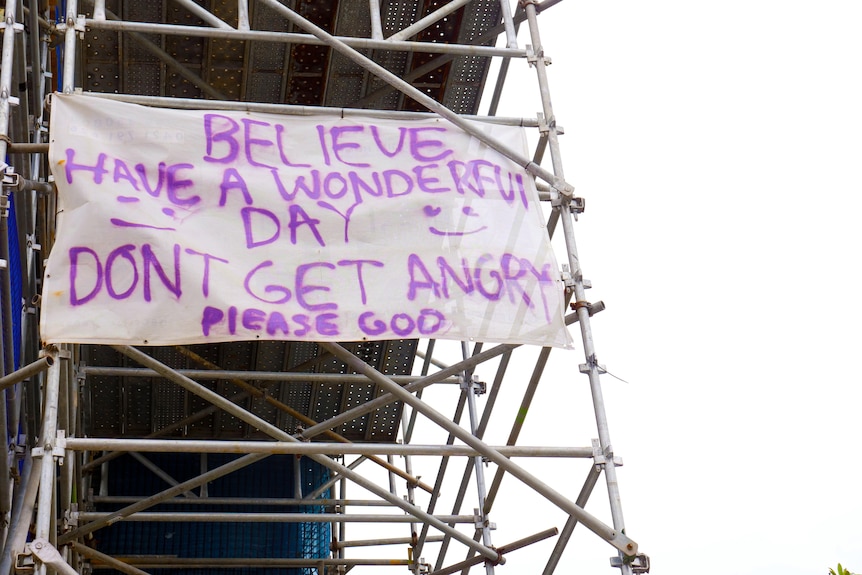 BELIEVE
HAVE A WONDERFUl
DAY
DONT GET ANGRY
PlEASE GOD